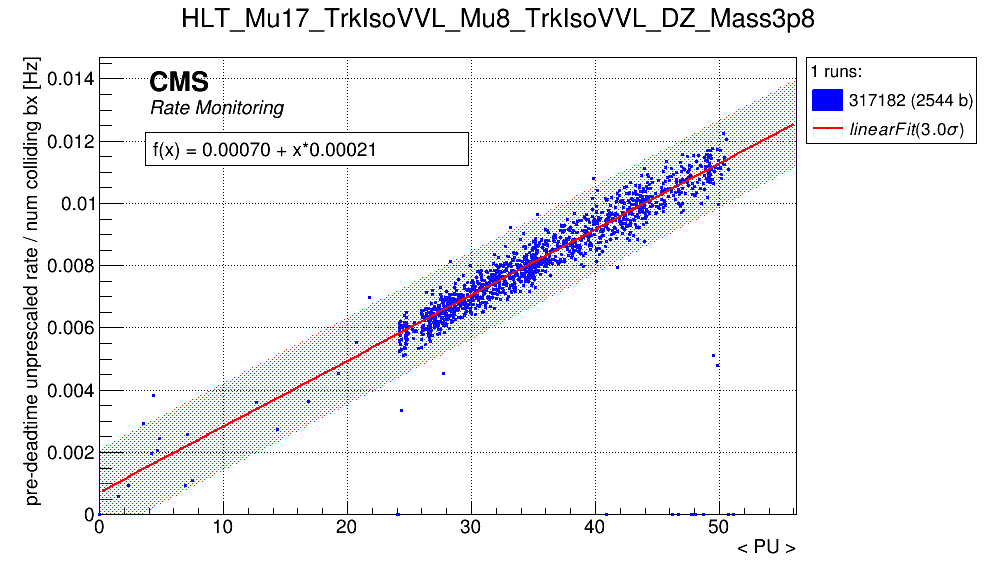 HLT_Mu17_TrkIsoVVL_Mu8_TrkIsoVVL_DZ_Mass3p8
pre-deadtime unprescaled rate / num colliding bx [Hz]
0.014
0.012
0.01
0.008
0.006
0.004
0.002
0
CMS
Rate Monitoring
f(x) = 0.00070 + x*0.00021
1 runs:
317182 (2544 b)
linearFit(3.0σ)
0
10
20
30
40
50
< PU >